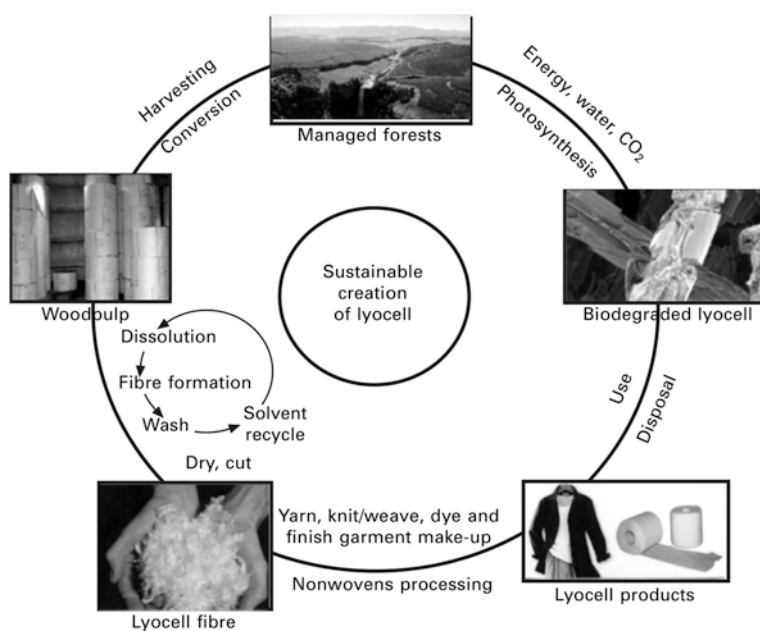 Harvesting
Conversion
Managed forests
Energy, water, CO₂
Photosynthesis
Woodpulp
Sustainable
creation
of lyocell
Biodegraded lyocell
Dissolution
Fibre formation
Wash
Solvent
recycle
Dry, cut
Use
Disposal
Yarn, knit/weave, dye and
finish garment make-up
Nonwovens processing
Lyocell fibre
Lyocell products